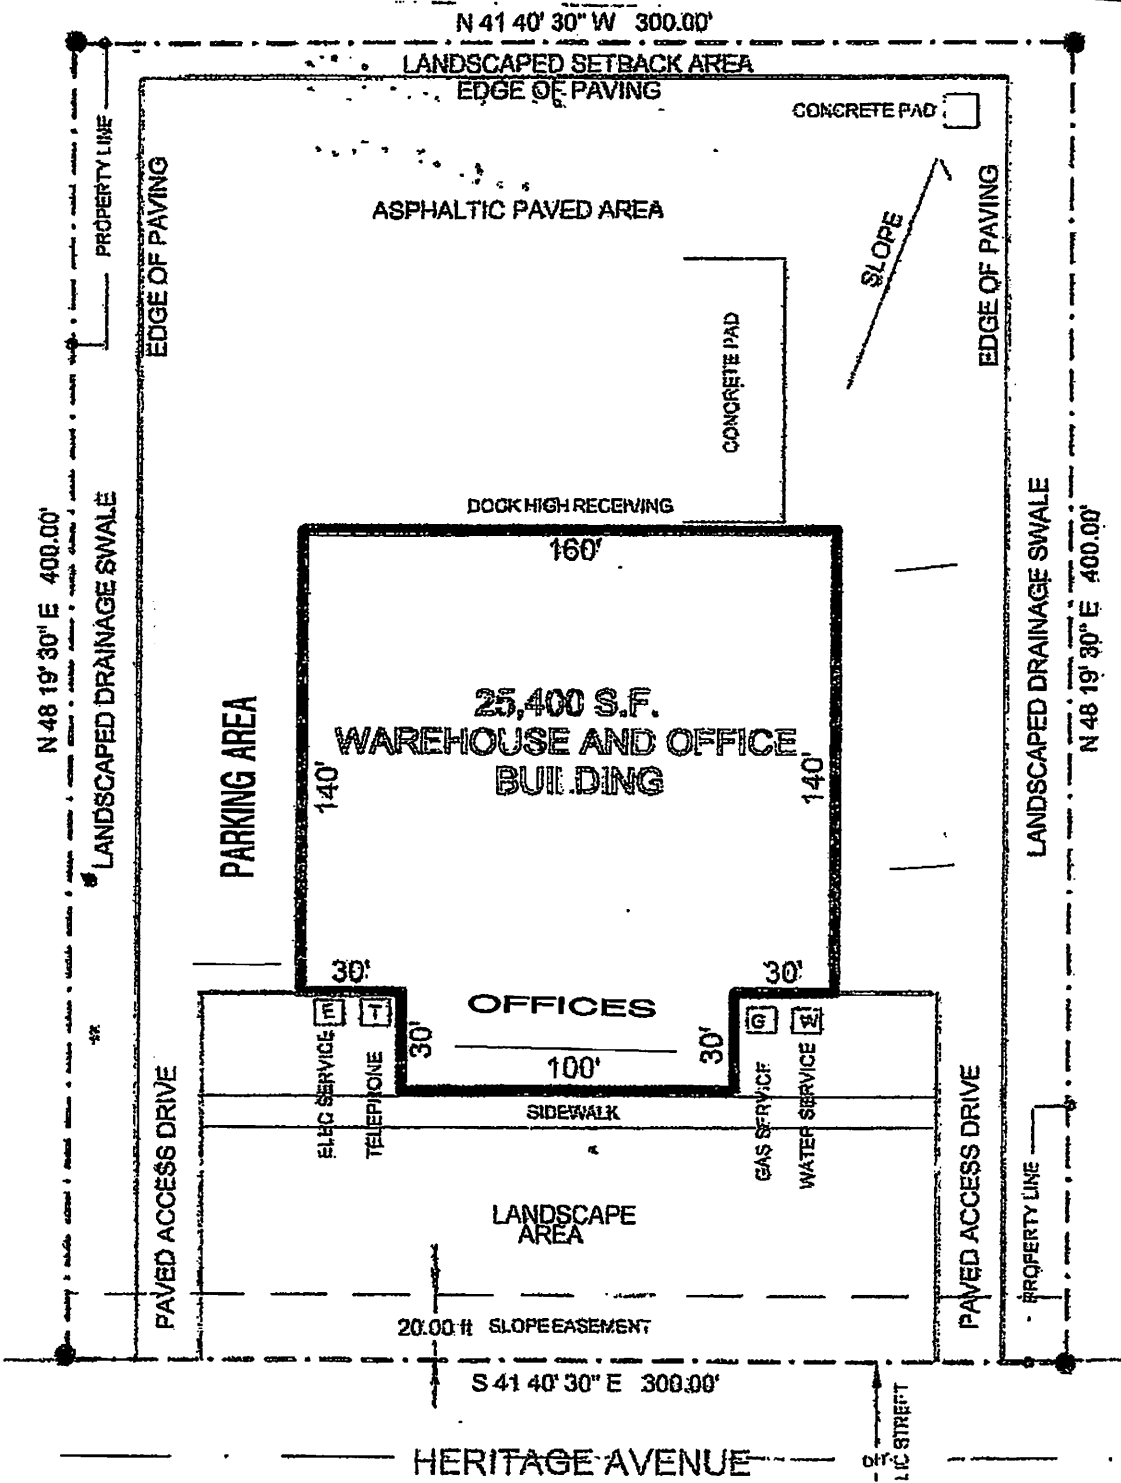 N 41 40' 30" W 300.00'
LANDSCAPED SETBACK AREA
EDGE OF PAVING
CONCRETE PAD
PROPERTY LINE
EDGE OF PAVING
ASPHALTIC PAVED AREA
SLOPE
EDGE OF PAVING
CONCRETE PAD
DOCK HIGH RECEIVING
160'
N 48 19' 30" E 400.00'
LANDSCAPED DRAINAGE SWALE
LANDSCAPED DRAINAGE SWALE
N 48 19' 30" E 400.00'
25,400 S.F.
WAREHOUSE AND OFFICE
BUILDING
PARKING AREA
140'
140'
30'
30'
OFFICES
E
T
G
W
30'
30'
100'
ELEC SERVICE
TELEPHONE
GAS SERVICE
WATER SERVICE
SIDEWALK
PAVED ACCESS DRIVE
PAVED ACCESS DRIVE
PROPERTY LINE
LANDSCAPE
AREA
20.00 ft SLOPE EASEMENT
S 41 40' 30" E 300.00'
HERITAGE AVENUE
STREET